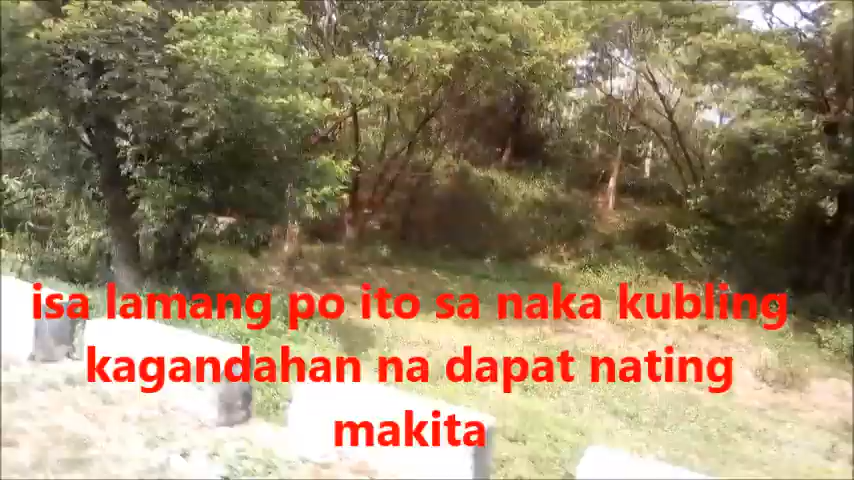 isa lamang po ito sa naka kubling
kagandahan na dapat nating
makita